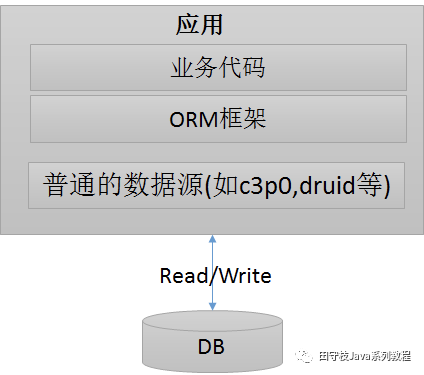 应用
业务代码
ORM框架
普通的数据源(如c3p0,druid等)
Read/Write
DB
田守枝Java系列教程